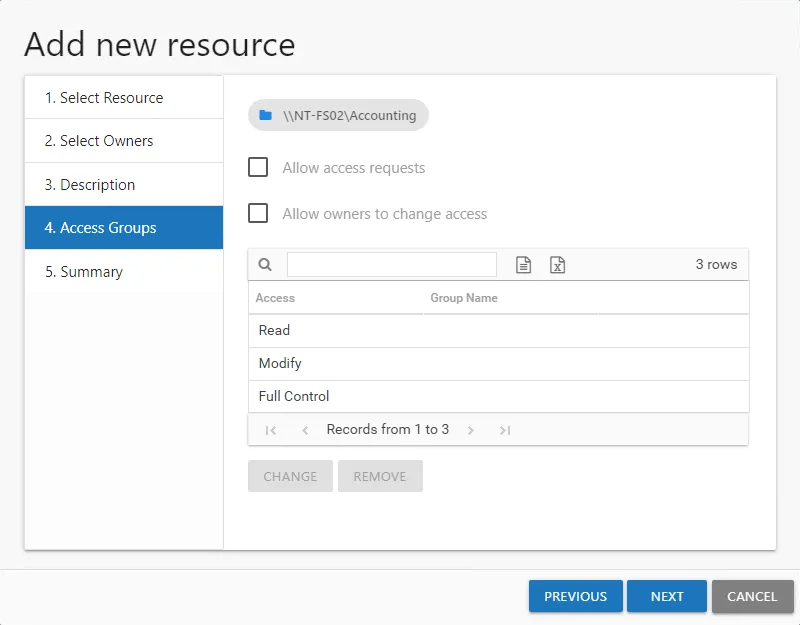 Add new resource
1. Select Resource
2. Select Owners
3. Description
4. Access Groups
5. Summary
\\NT-FS02\Accounting
Allow access requests
Allow owners to change access
3 rows
Access Group Name
Read
Modify
Full Control
Records from 1 to 3
CHANGE REMOVE
PREVIOUS NEXT CANCEL